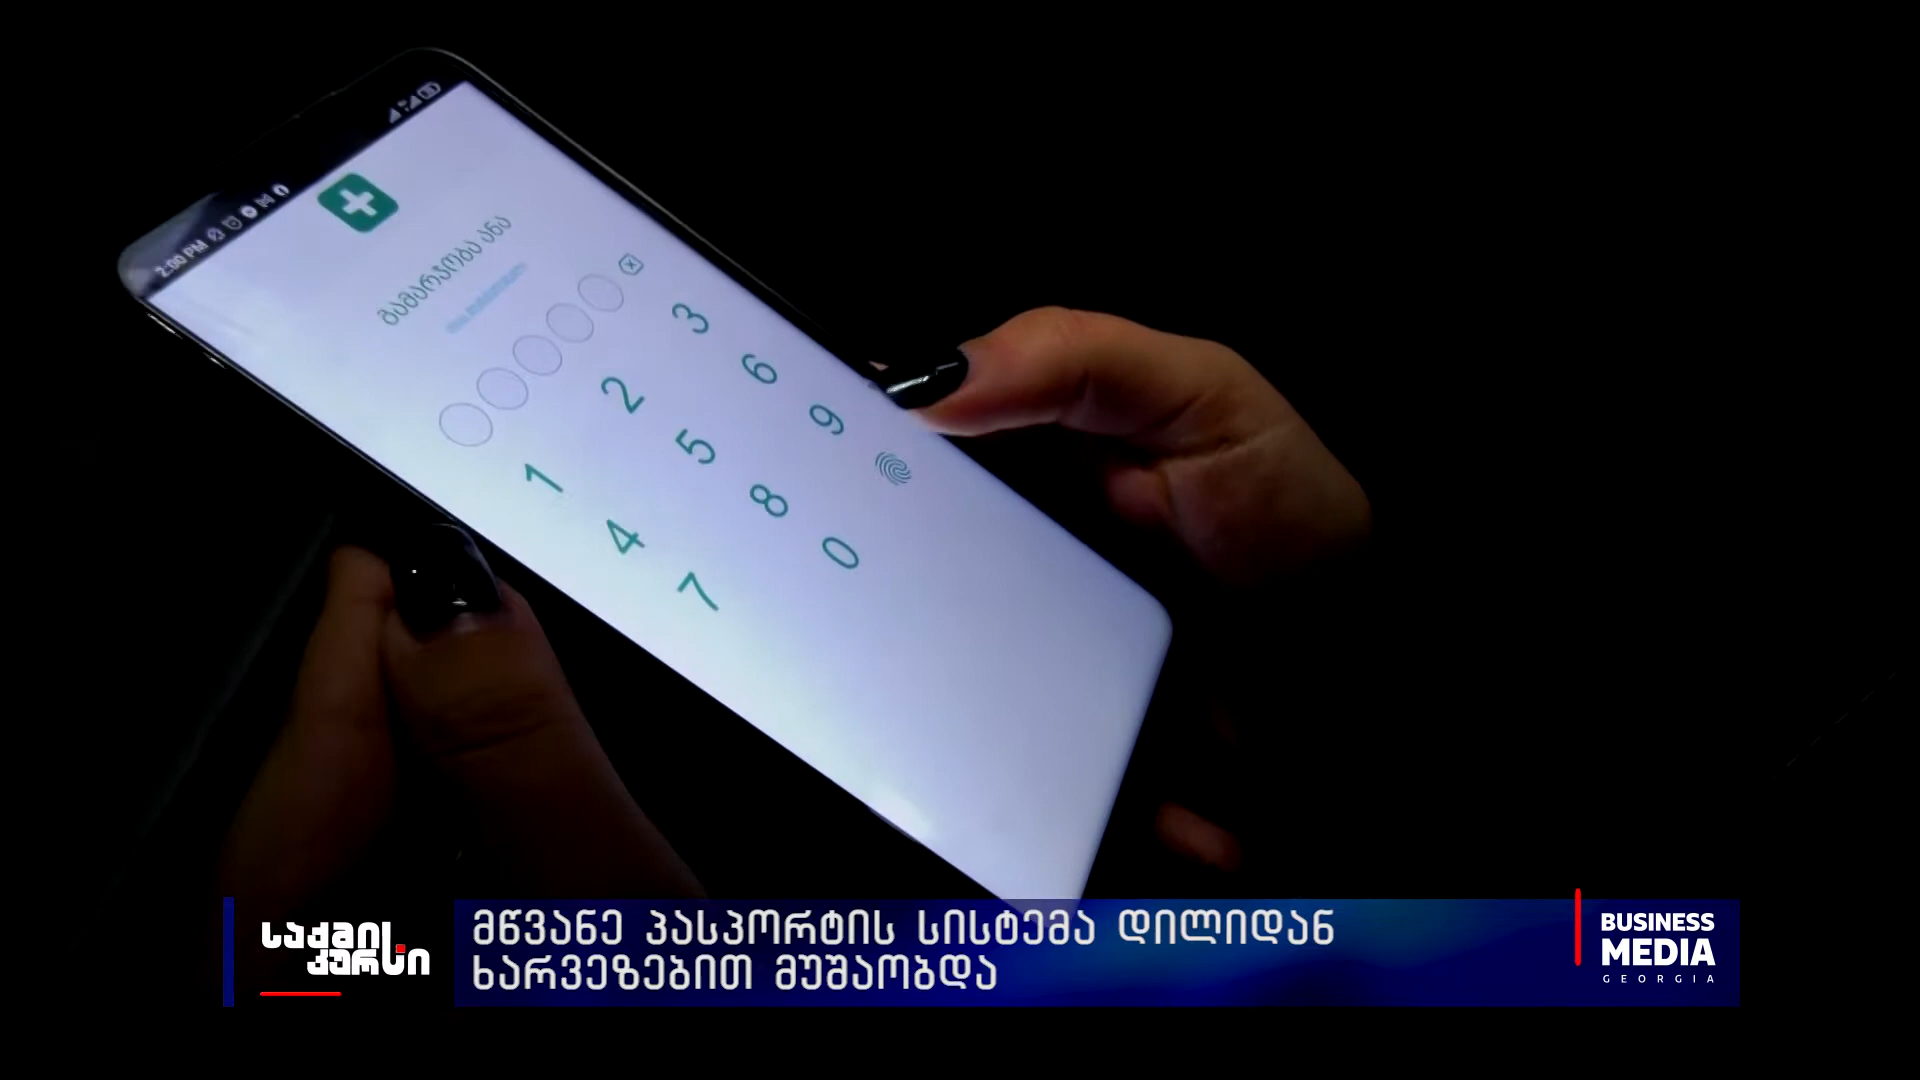 2:00 PM
გამარჯობა ანა
1 2 3
4 5 6
7 8 9
0
საქმის
კურსი
მწვანე პასპორტის სისტემა დილიდან
ხარვეზებით მუშაობდა
BUSINESS
MEDIA
GEORGIA